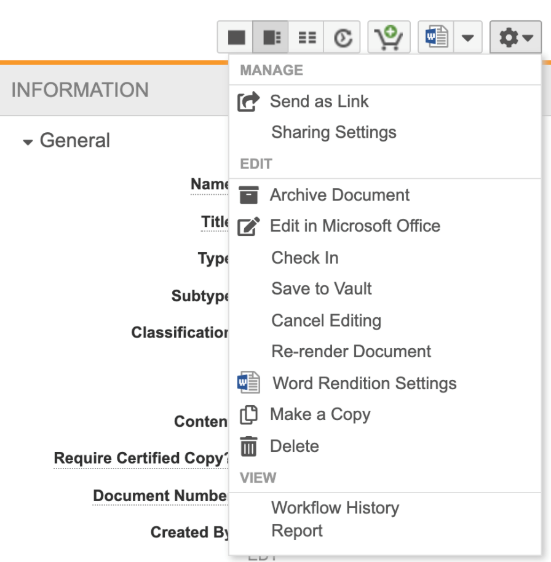 MANAGE
INFORMATION
Send as Link
General
Sharing Settings
EDIT
Name
Archive Document
Title
Edit in Microsoft Office
Type
Check In
Subtype
Save to Vault
Classification
Cancel Editing
Re-render Document
Word Rendition Settings
Content
Make a Copy
Require Certified Copy?
Delete
VIEW
Document Number
Workflow History
Report
Created By